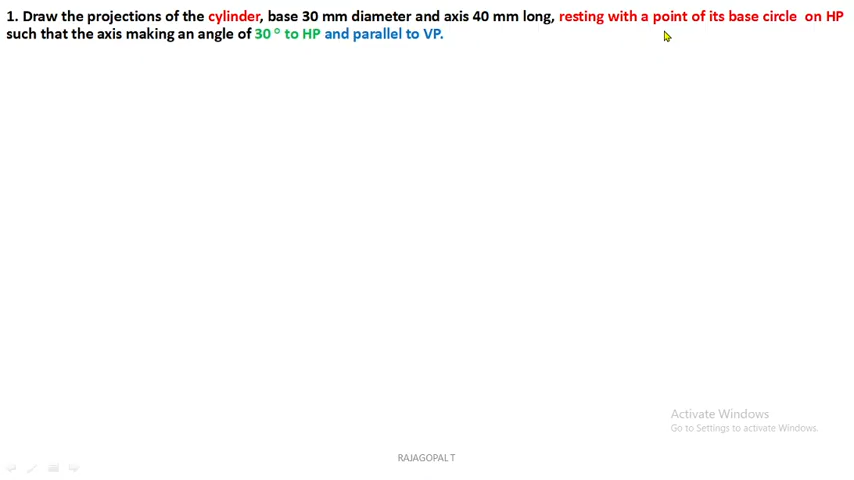 1. Draw the projections of the cylinder, base 30 mm diameter and axis 40 mm long, resting with a point of its base circle on HP
such that the axis making an angle of 30 ° to HP and parallel to VP.
Activate Windows
Go to Settings to activate Windows.
RAJAGOPAL T